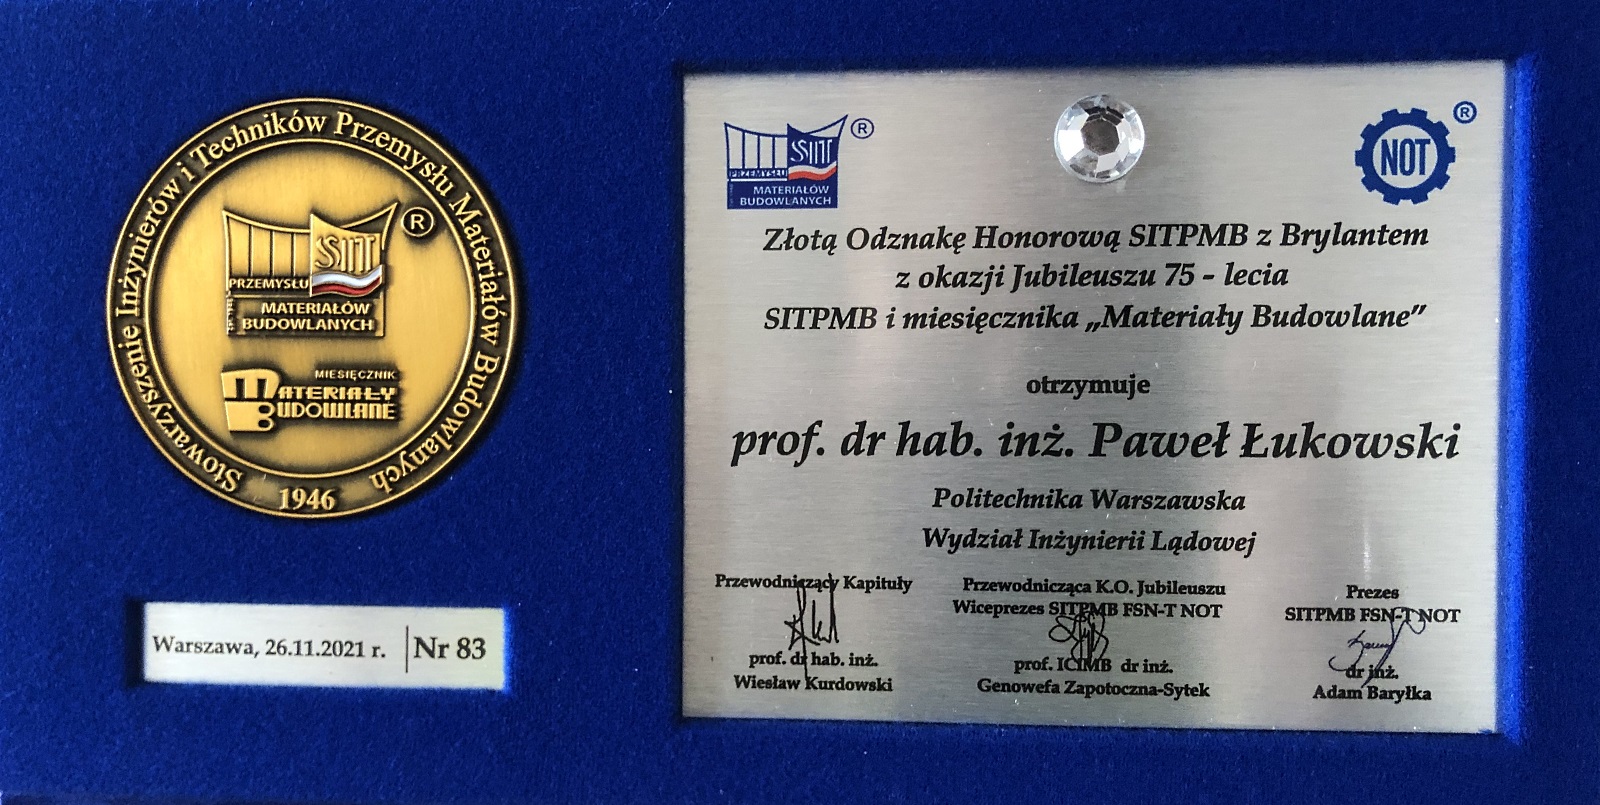 Stowarzyszenie Inżynierów i Techników Przemysłu Materiałów Budowlanych
1946
SIT ®
PRZEMYSŁU
MATERIAŁÓW
BUDOWLANYCH
MIESIĘCZNIK
MATERIAŁY
BUDOWLANE
Warszawa, 26.11.2021 r. Nr 83
SIT ®
PRZEMYSŁU
MATERIAŁÓW
BUDOWLANYCH
NOT ®
Złotą Odznakę Honorową SITPMB z Brylantem
z okazji Jubileuszu 75 - lecia
SITPMB i miesięcznika „Materiały Budowlane”
otrzymuje
prof. dr hab. inż. Paweł Łukowski
Politechnika Warszawska
Wydział Inżynierii Lądowej
Przewodniczący Kapituły
prof. dr hab. inż.
Wiesław Kurdowski
Przewodnicząca K.O. Jubileuszu
Wiceprezes SITPMB FSN-T NOT
prof. ICIMB dr inż.
Genowefa Zapotoczna-Sytek
Prezes
SITPMB FSN-T NOT
dr inż.
Adam Baryłka